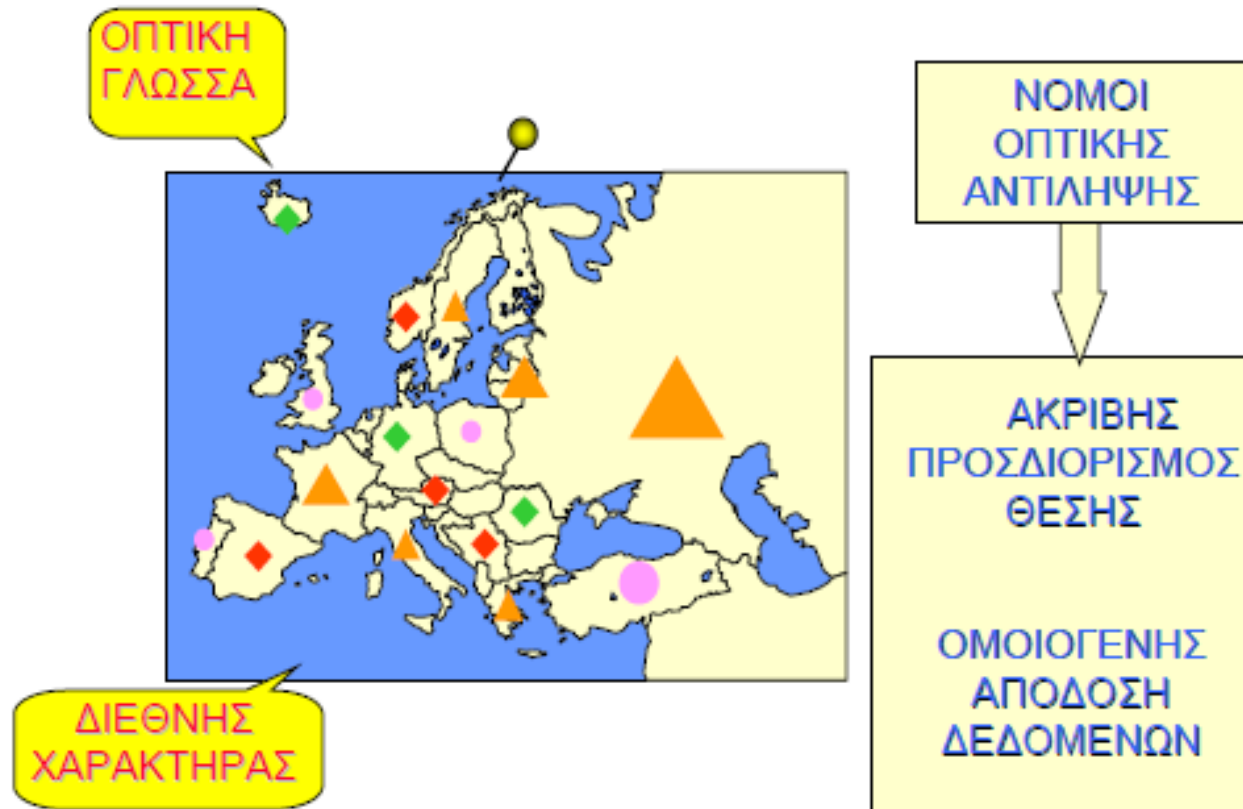 ΟΠΤΙΚΗ
ΓΛΩΣΣΑ
ΝΟΜΟΙ
ΟΠΤΙΚΗΣ
ΑΝΤΙΛΗΨΗΣ
ΑΚΡΙΒΗΣ
ΠΡΟΣΔΙΟΡΙΣΜΟΣ
ΘΕΣΗΣ
ΟΜΟΙΟΓΕΝΗΣ
ΑΠΟΔΟΣΗ
ΔΕΔΟΜΕΝΩΝ
ΔΙΕΘΝΗΣ
ΧΑΡΑΚΤΗΡΑΣ